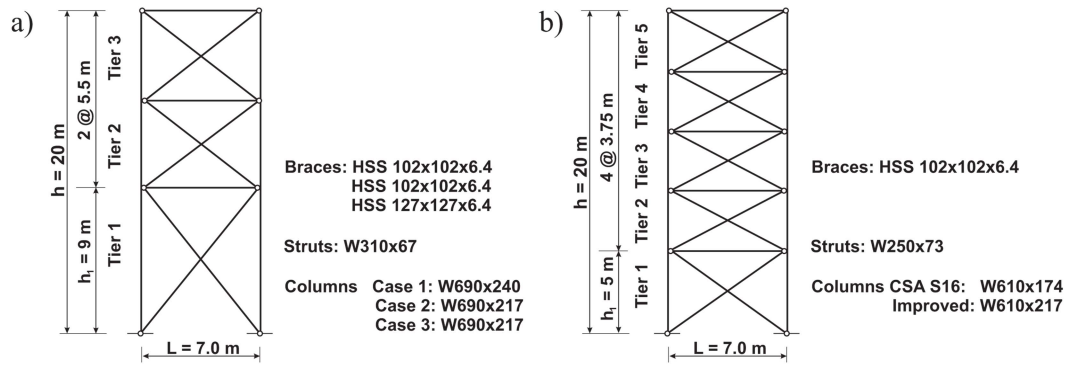 a)
h = 20 m
2 @ 5.5 m
h₁ = 9 m
Tier 3
Tier 2
Tier 1
L = 7.0 m
Braces: HSS 102x102x6.4
HSS 102x102x6.4
HSS 127x127x6.4
Struts: W310x67
Columns Case 1: W690x240
Case 2: W690x217
Case 3: W690x217
b)
h = 20 m
4 @ 3.75 m
h₁ = 5 m
Tier 5
Tier 4
Tier 3
Tier 2
Tier 1
L = 7.0 m
Braces: HSS 102x102x6.4
Struts: W250x73
Columns CSA S16: W610x174
Improved: W610x217